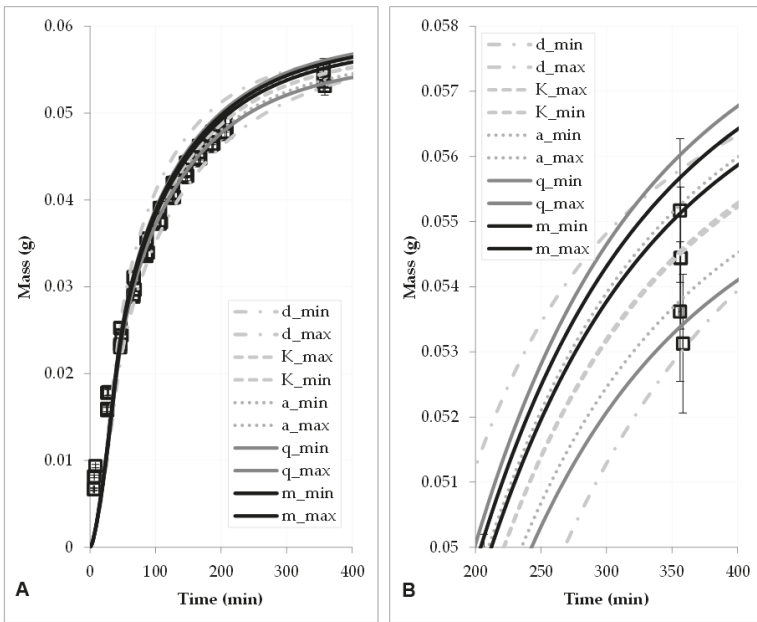 0.06
0.05
0.04
0.03
0.02
0.01
0
Mass (g)
d_min
d_max
K_max
K_min
a_min
a_max
q_min
q_max
m_min
m_max
0 100 200 300 400
Time (min)
A
0.058
0.057
0.056
0.055
0.054
0.053
0.052
0.051
0.05
Mass (g)
d_min
d_max
K_max
K_min
a_min
a_max
q_min
q_max
m_min
m_max
200 250 300 350 400
Time (min)
B